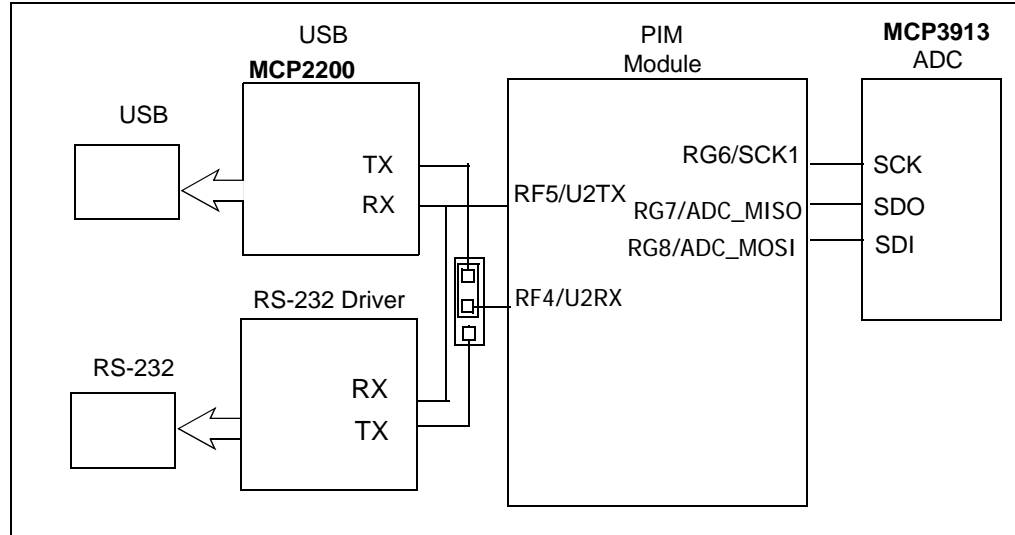 USB
MCP2200
PIM
Module
MCP3913
ADC
USB
TX
RX
RF5/U2TX
RF4/U2RX
RG6/SCK1
RG7/ADC_MISO
RG8/ADC_MOSI
SCK
SDO
SDI
RS-232 Driver
RS-232
RX
TX